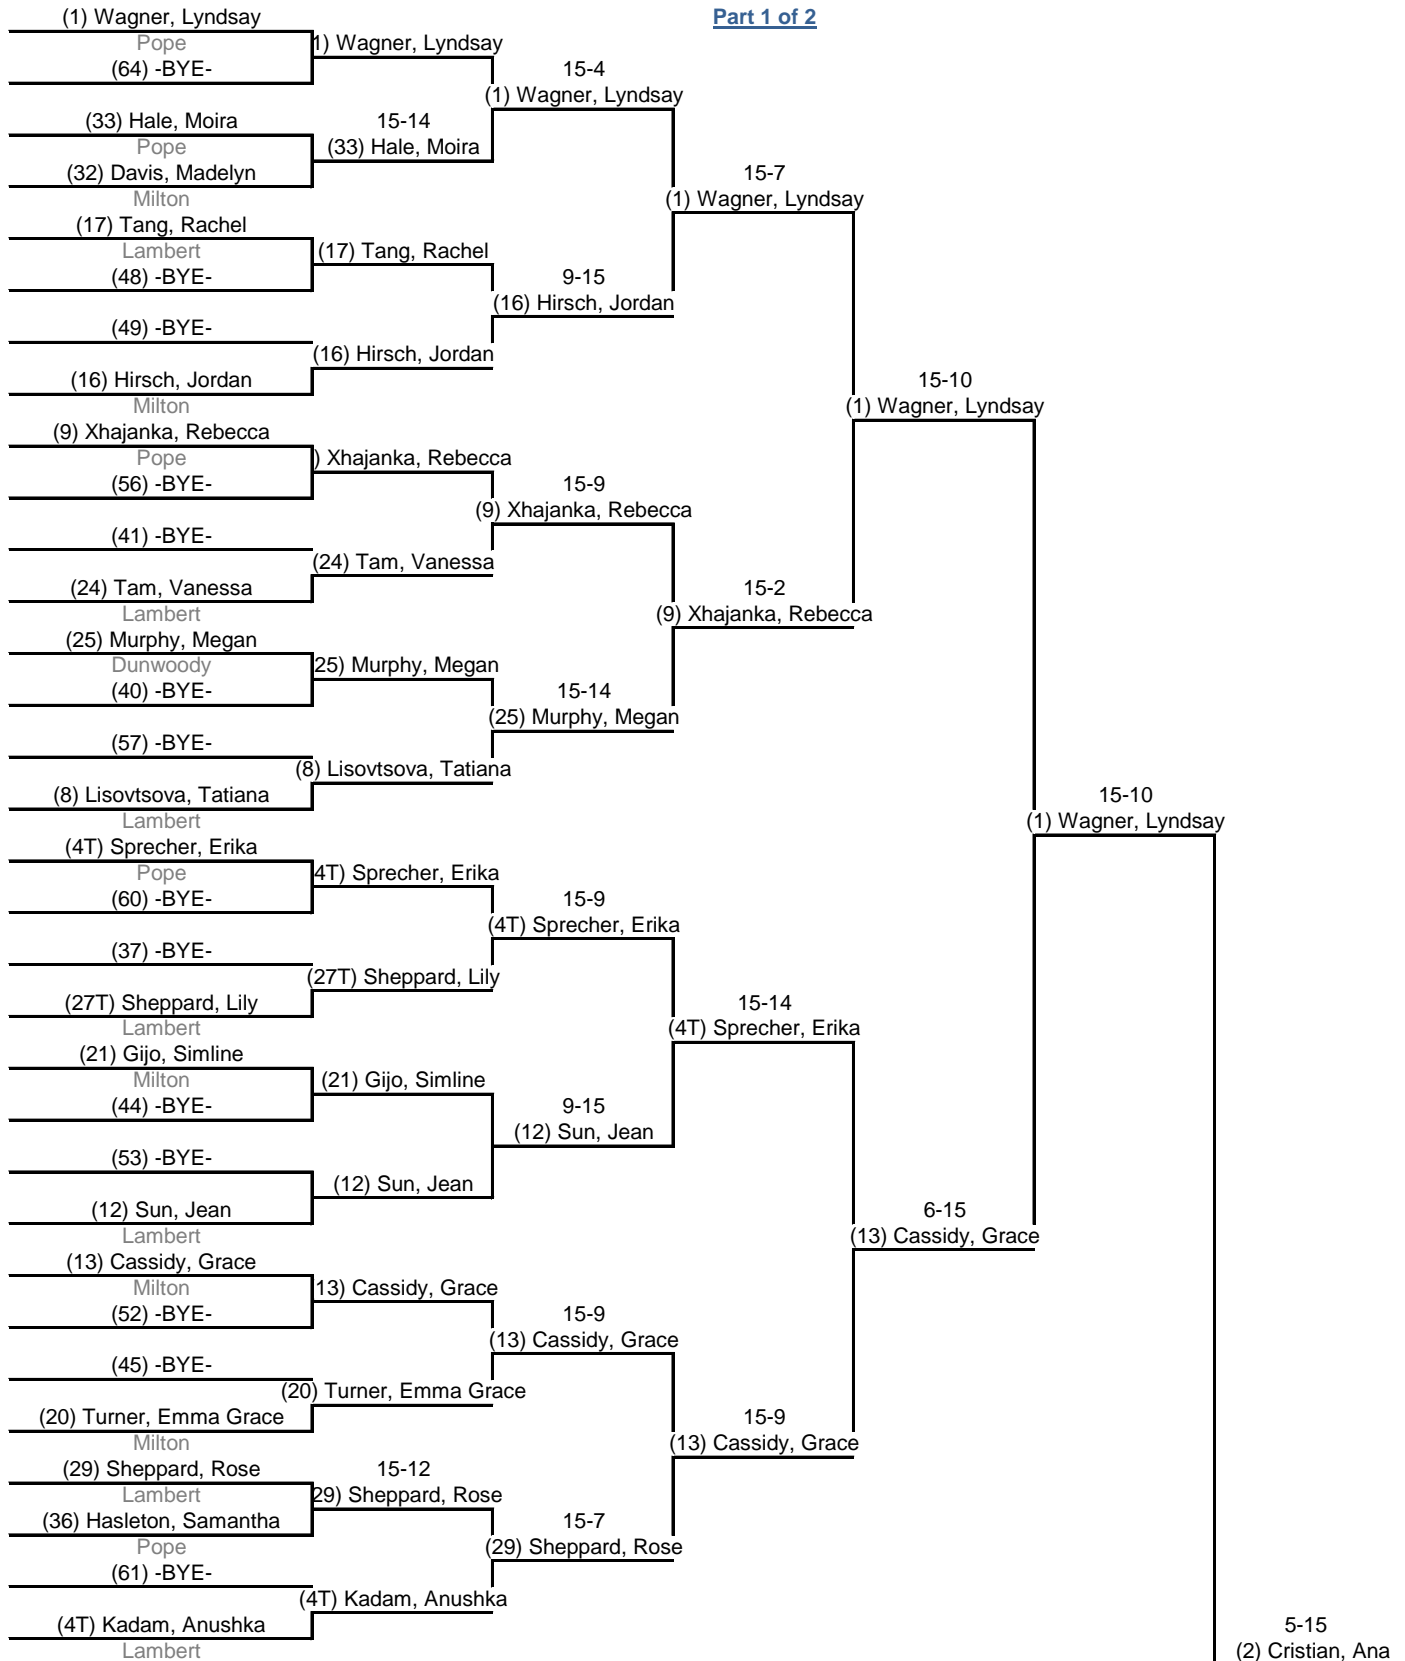 Part 1 of 2
(1) Wagner, Lyndsay
Pope
(64) -BYE-
(33) Hale, Moira
Pope
(32) Davis, Madelyn
Milton
(17) Tang, Rachel
Lambert
(48) -BYE-
(49) -BYE-
(16) Hirsch, Jordan
Milton
(9) Xhajanka, Rebecca
Pope
(56) -BYE-
(41) -BYE-
(24) Tam, Vanessa
Lambert
(25) Murphy, Megan
Dunwoody
(40) -BYE-
(57) -BYE-
(8) Lisovtsova, Tatiana
Lambert
(4T) Sprecher, Erika
Pope
(60) -BYE-
(37) -BYE-
(27T) Sheppard, Lily
Lambert
(21) Gijo, Simline
Milton
(44) -BYE-
(53) -BYE-
(12) Sun, Jean
Lambert
(13) Cassidy, Grace
Milton
(52) -BYE-
(45) -BYE-
(20) Turner, Emma Grace
Milton
(29) Sheppard, Rose
Lambert
(36) Hasleton, Samantha
Pope
(61) -BYE-
(4T) Kadam, Anushka
Lambert
1) Wagner, Lyndsay
15-14
(33) Hale, Moira
(17) Tang, Rachel
(16) Hirsch, Jordan
) Xhajanka, Rebecca
(24) Tam, Vanessa
25) Murphy, Megan
(8) Lisovtsova, Tatiana
4T) Sprecher, Erika
(27T) Sheppard, Lily
(21) Gijo, Simline
(12) Sun, Jean
13) Cassidy, Grace
(20) Turner, Emma Grace
15-12
29) Sheppard, Rose
(4T) Kadam, Anushka
15-4
(1) Wagner, Lyndsay
9-15
(16) Hirsch, Jordan
15-9
(9) Xhajanka, Rebecca
15-14
(25) Murphy, Megan
15-9
(4T) Sprecher, Erika
9-15
(12) Sun, Jean
15-9
(13) Cassidy, Grace
15-7
(29) Sheppard, Rose
15-7
(1) Wagner, Lyndsay
15-2
(9) Xhajanka, Rebecca
15-14
(4T) Sprecher, Erika
15-9
(13) Cassidy, Grace
15-10
(1) Wagner, Lyndsay
6-15
(13) Cassidy, Grace
15-10
(1) Wagner, Lyndsay
5-15
(2) Cristian, Ana